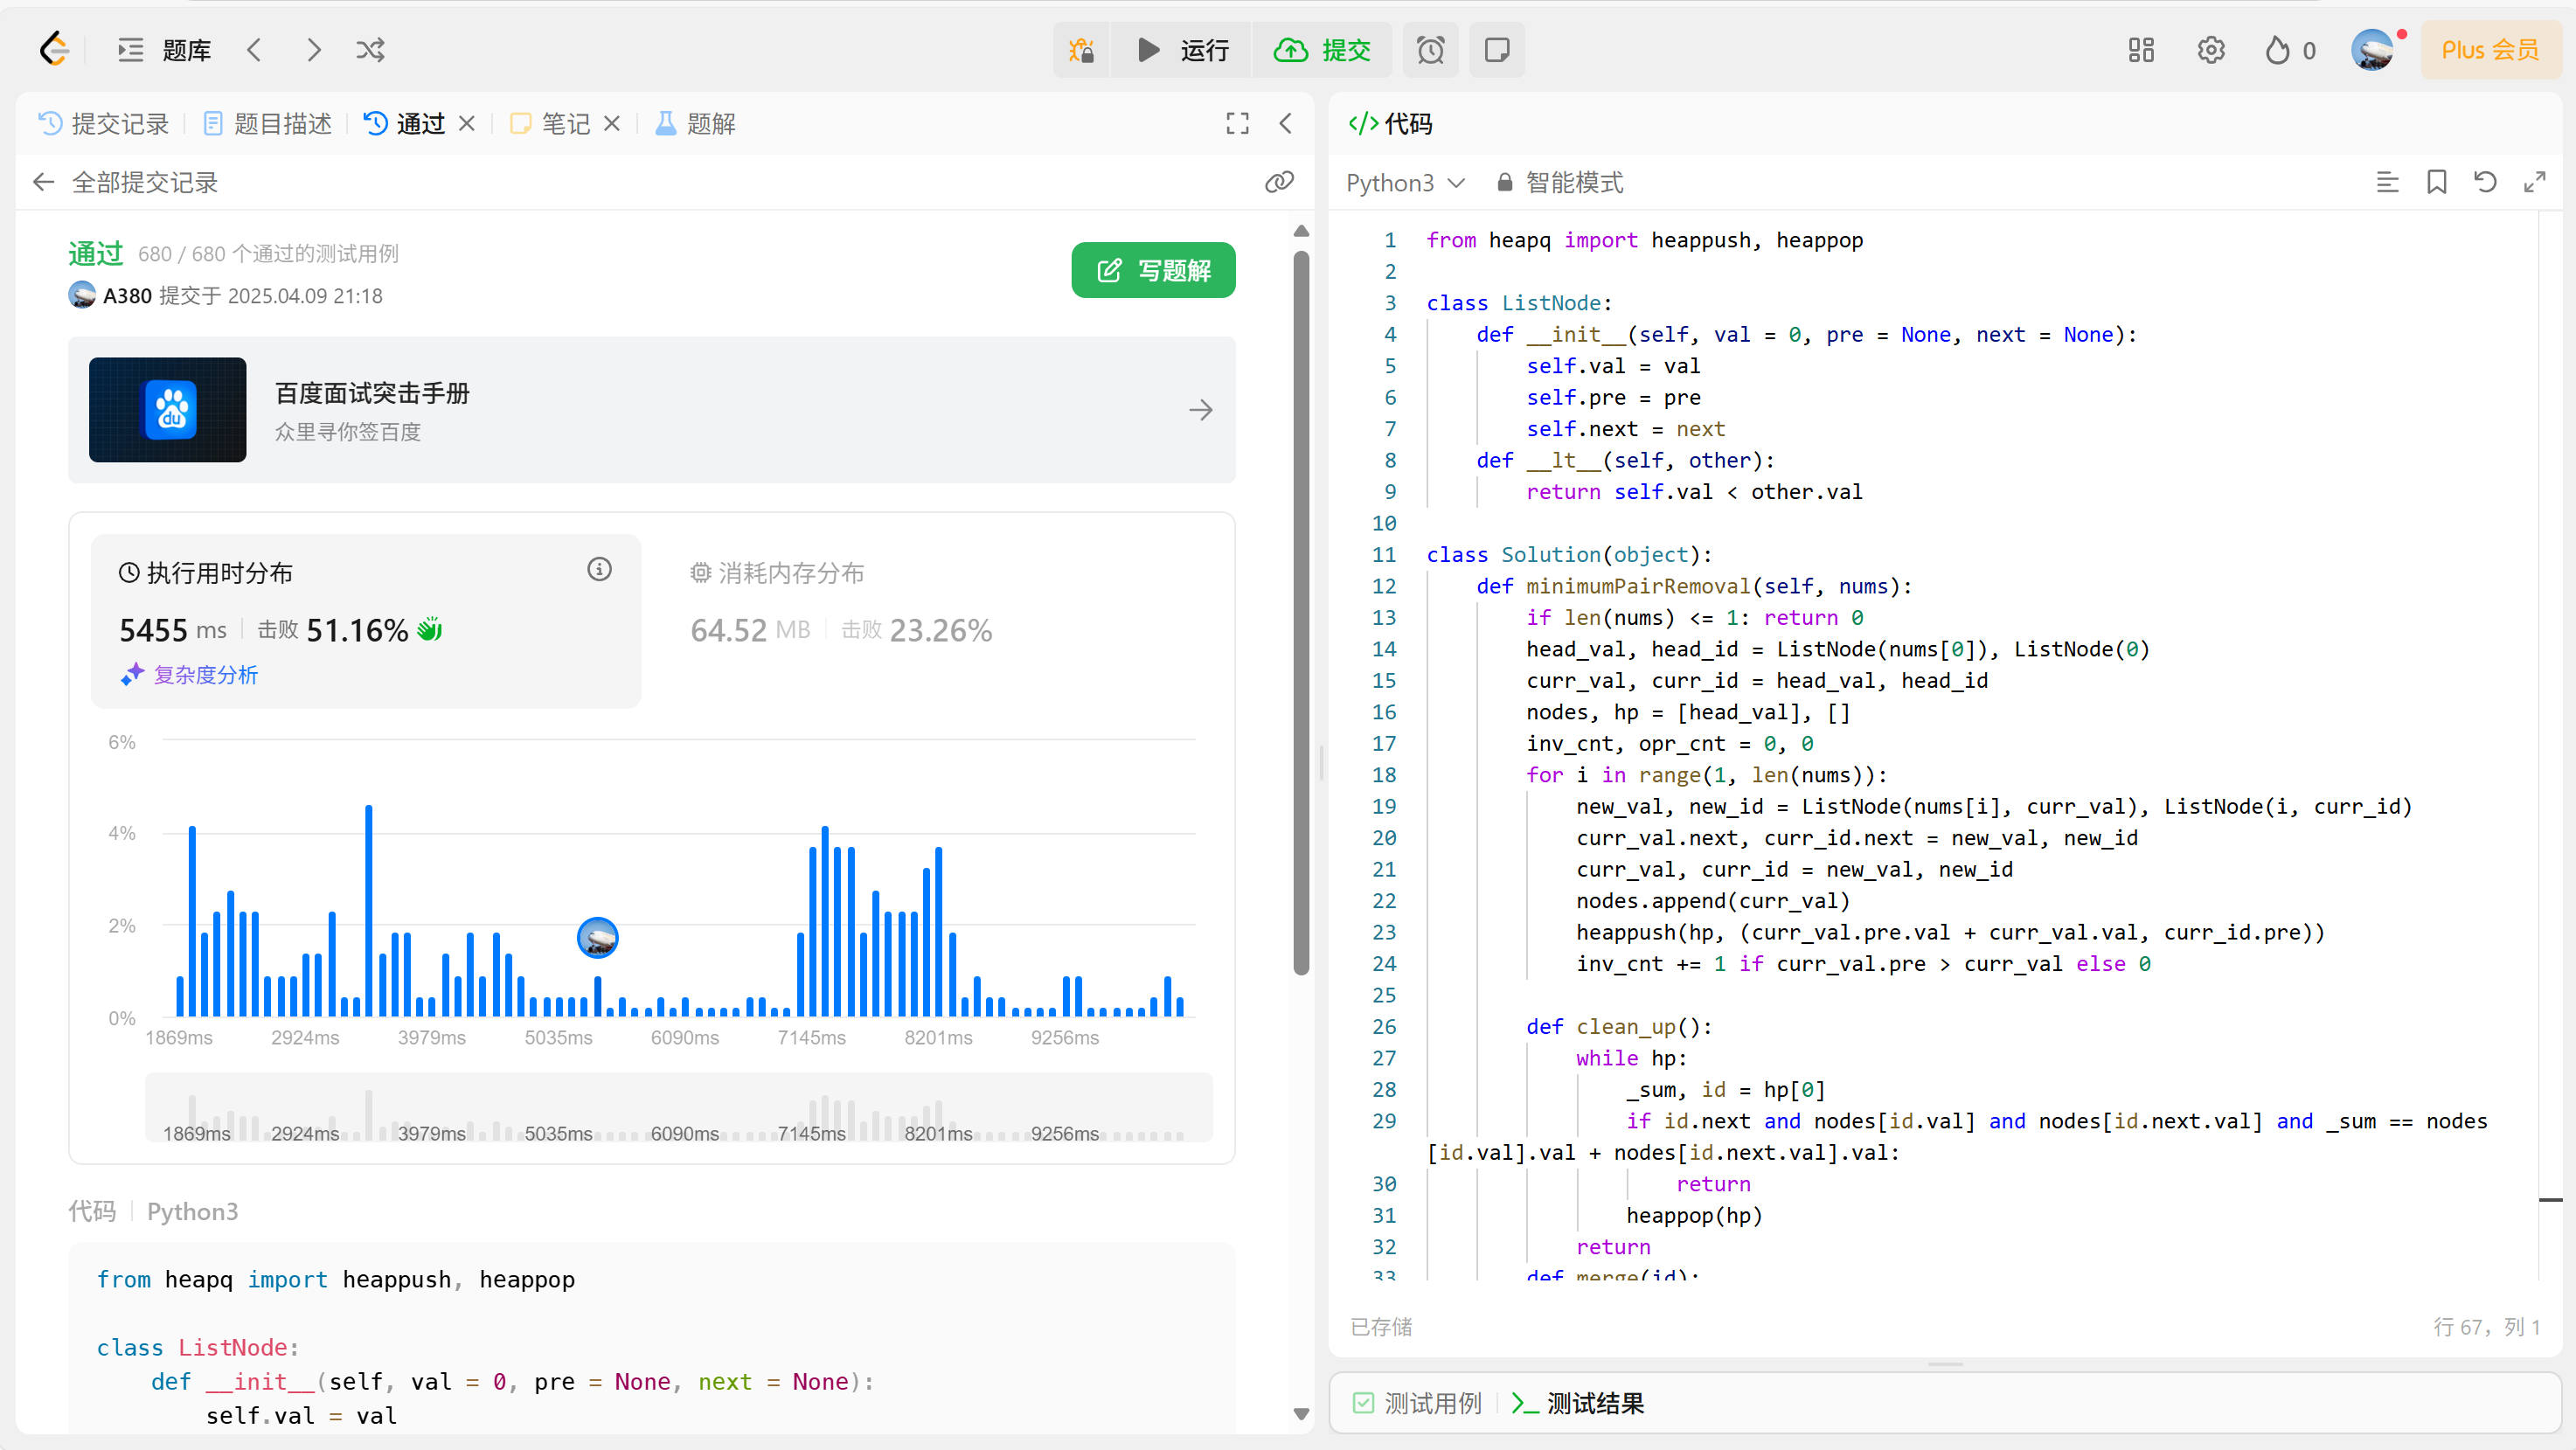 题库
运行
提交
0
Plus 会员
提交记录
题目描述
通过
笔记
题解
全部提交记录
通过 680 / 680 个通过的测试用例
A380 提交于 2025.04.09 21:18
写题解
du
百度面试突击手册
众里寻你签百度
执行用时分布
5455 ms 击败 51.16%
复杂度分析
消耗内存分布
64.52 MB 击败 23.26%
6%
4%
2%
0%
1869ms 2924ms 3979ms 5035ms 6090ms 7145ms 8201ms 9256ms
1869ms 2924ms 3979ms 5035ms 6090ms 7145ms 8201ms 9256ms
代码 Python3
from heapq import heappush, heappop
class ListNode:
def __init__(self, val = 0, pre = None, next = None):
self.val = val
</> 代码
Python3 智能模式
1 from heapq import heappush, heappop
2
3 class ListNode:
4 def __init__(self, val = 0, pre = None, next = None):
5 self.val = val
6 self.pre = pre
7 self.next = next
8 def __lt__(self, other):
9 return self.val < other.val
10
11 class Solution(object):
12 def minimumPairRemoval(self, nums):
13 if len(nums) <= 1: return 0
14 head_val, head_id = ListNode(nums[0]), ListNode(0)
15 curr_val, curr_id = head_val, head_id
16 nodes, hp = [head_val], []
17 inv_cnt, opr_cnt = 0, 0
18 for i in range(1, len(nums)):
19 new_val, new_id = ListNode(nums[i], curr_val), ListNode(i, curr_id)
20 curr_val.next, curr_id.next = new_val, new_id
21 curr_val, curr_id = new_val, new_id
22 nodes.append(curr_val)
23 heappush(hp, (curr_val.pre.val + curr_val.val, curr_id.pre))
24 inv_cnt += 1 if curr_val.pre > curr_val else 0
25
26 def clean_up():
27 while hp:
28 _sum, id = hp[0]
29 if id.next and nodes[id.val] and nodes[id.next.val] and _sum == nodes
[id.val].val + nodes[id.next.val].val:
30 return
31 heappop(hp)
32 return
33 def merge(id):
已存储
行 67，列 1
测试用例
测试结果